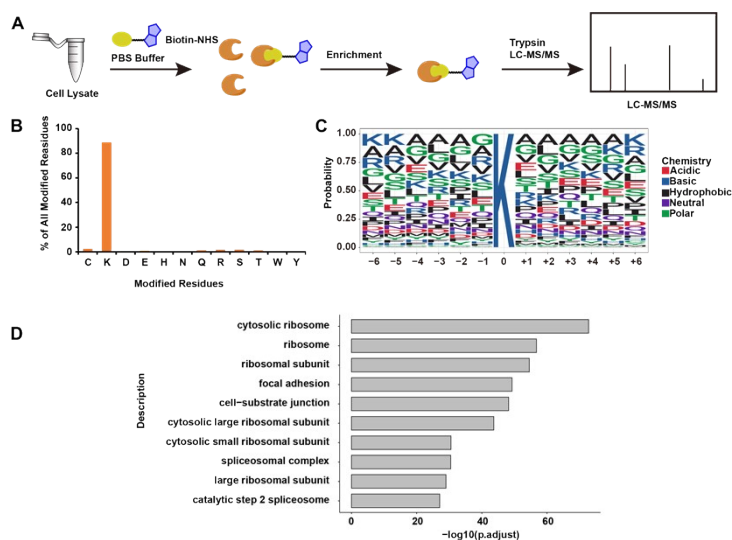 A
Biotin-NHS
PBS Buffer
Cell Lysate
Enrichment
Trypsin
LC-MS/MS
LC-MS/MS
B
% of All Modified Reasidues
100
80
60
40
20
0
C K D E H N Q R S T W Y
Modified Residues
C
Probability
1.00
0.75
0.50
0.25
0.00
−6 −5 −4 −3 −2 −1 0 +1 +2 +3 +4 +5 +6
Chemistry
Acidic
Basic
Hydrophobic
Neutral
Polar
D
Description
cytosolic ribosome
ribosome
ribosomal subunit
focal adhesion
cell−substrate junction
cytosolic large ribosomal subunit
cytosolic small ribosomal subunit
spliceosomal complex
large ribosomal subunit
catalytic step 2 spliceosome
0 20 40 60
−log10(p.adjust)